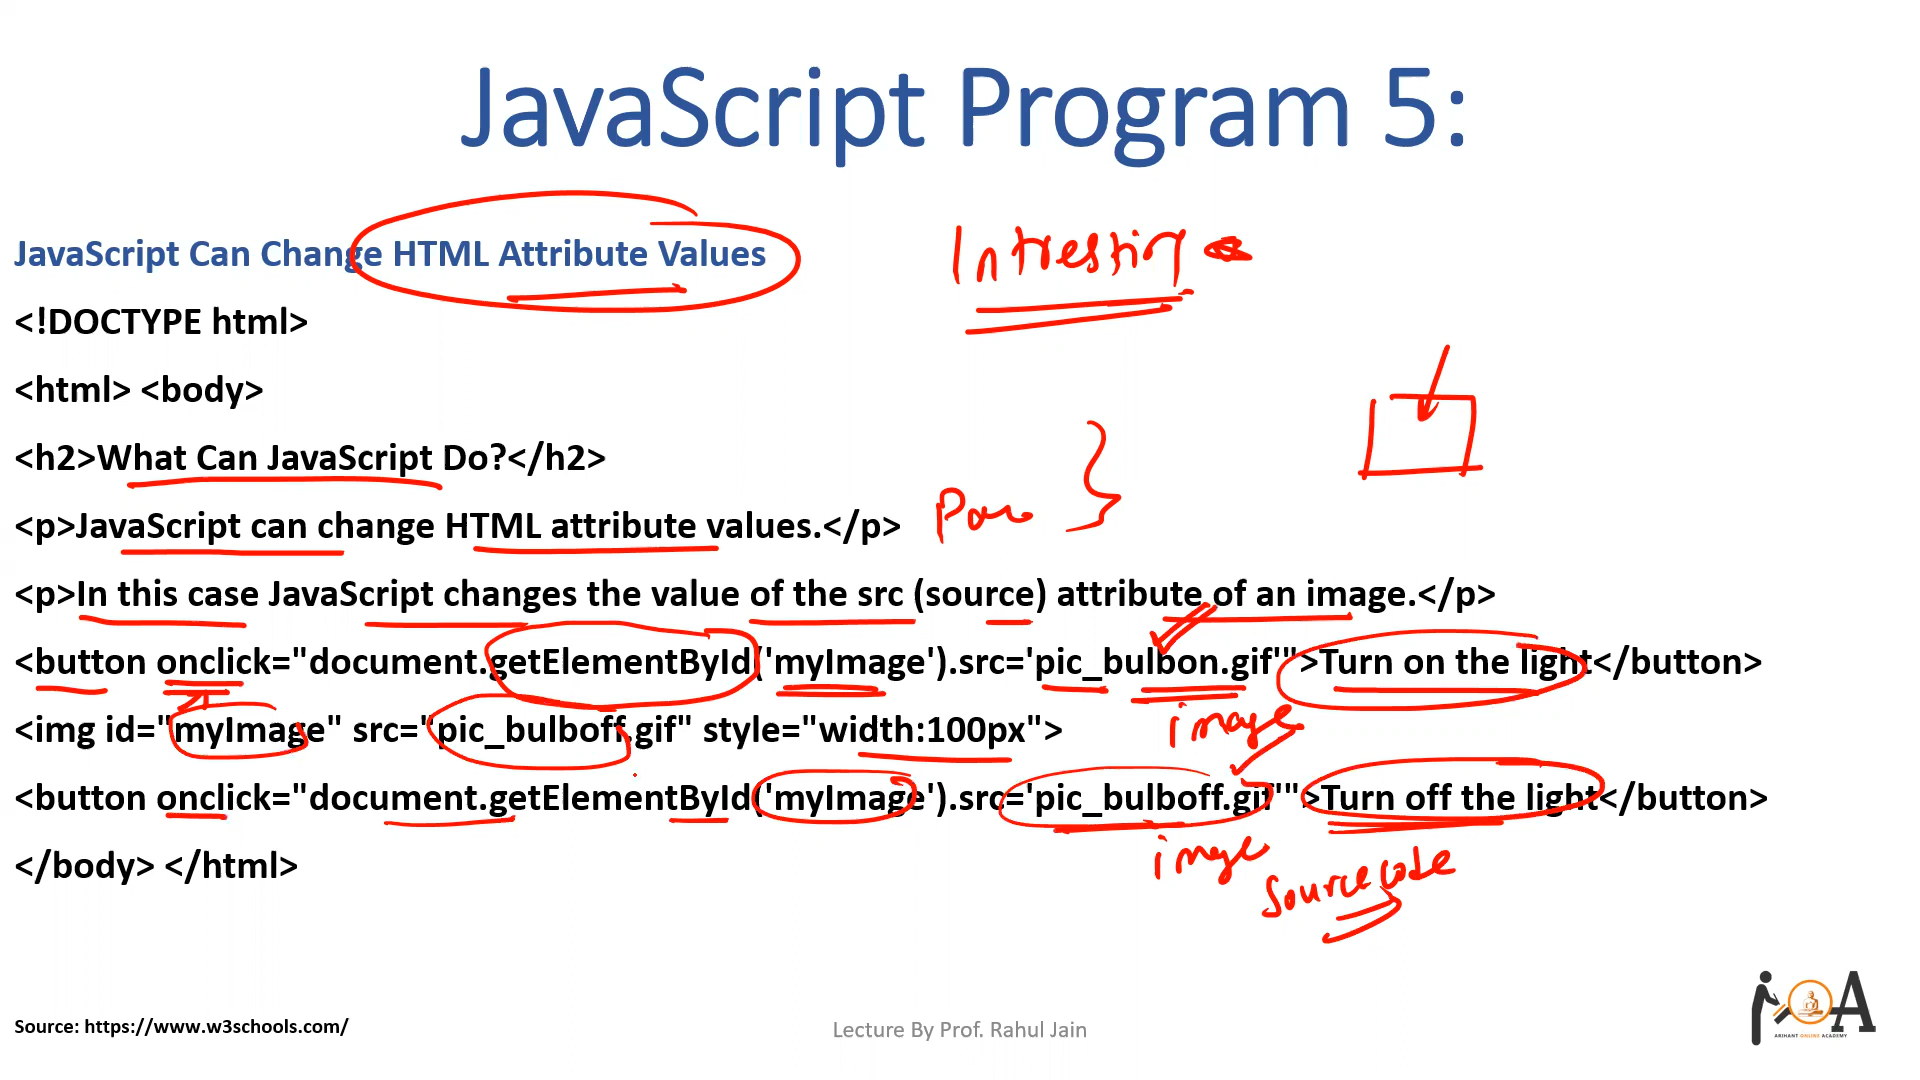 JavaScript Program 5:
JavaScript Can Change HTML Attribute Values
Intresting
<!DOCTYPE html>
<html> <body>
<h2>What Can JavaScript Do?</h2>
<p>JavaScript can change HTML attribute values.</p>
<p>In this case JavaScript changes the value of the src (source) attribute of an image.</p>
<button onclick="document.getElementById('myImage').src='pic_bulbon.gif'">Turn on the light</button>
image
<img id="myImage" src="pic_bulboff.gif" style="width:100px">
<button onclick="document.getElementById('myImage').src='pic_bulboff.gif'">Turn off the light</button>
image
Source code
</body> </html>
Source: https://www.w3schools.com/
Lecture By Prof. Rahul Jain
A
ARIHANT ONLINE ACADEMY